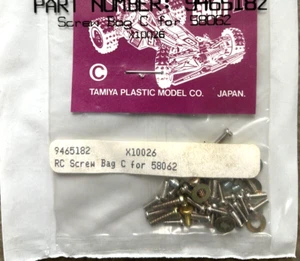 PART NUMBER: 9465182
Screw Bag C for 58062
X10026
C
TAMIYA PLASTIC MODEL CO. JAPAN.
9465182 X10026
RC Screw Bag C for 58062